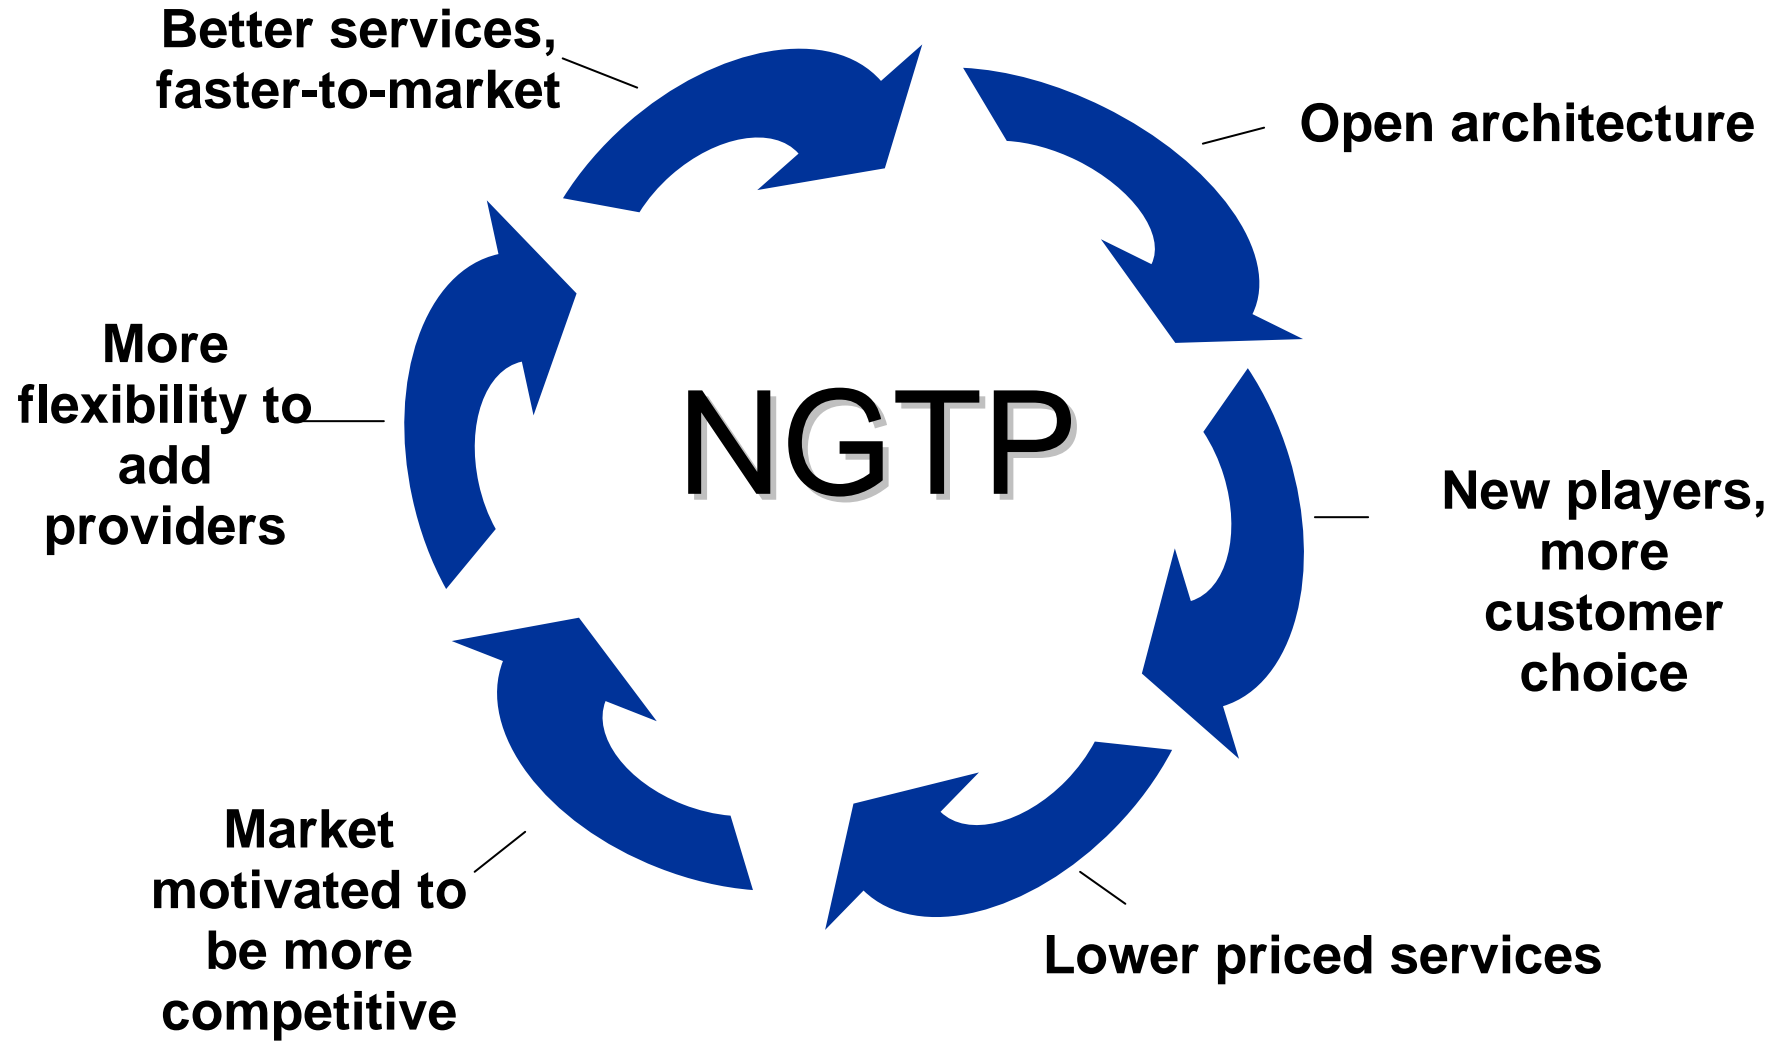 Better services,
faster-to-market
Open architecture
More
flexibility to
add
providers
NGTP
New players,
more
customer
choice
Market
motivated to
be more
competitive
Lower priced services